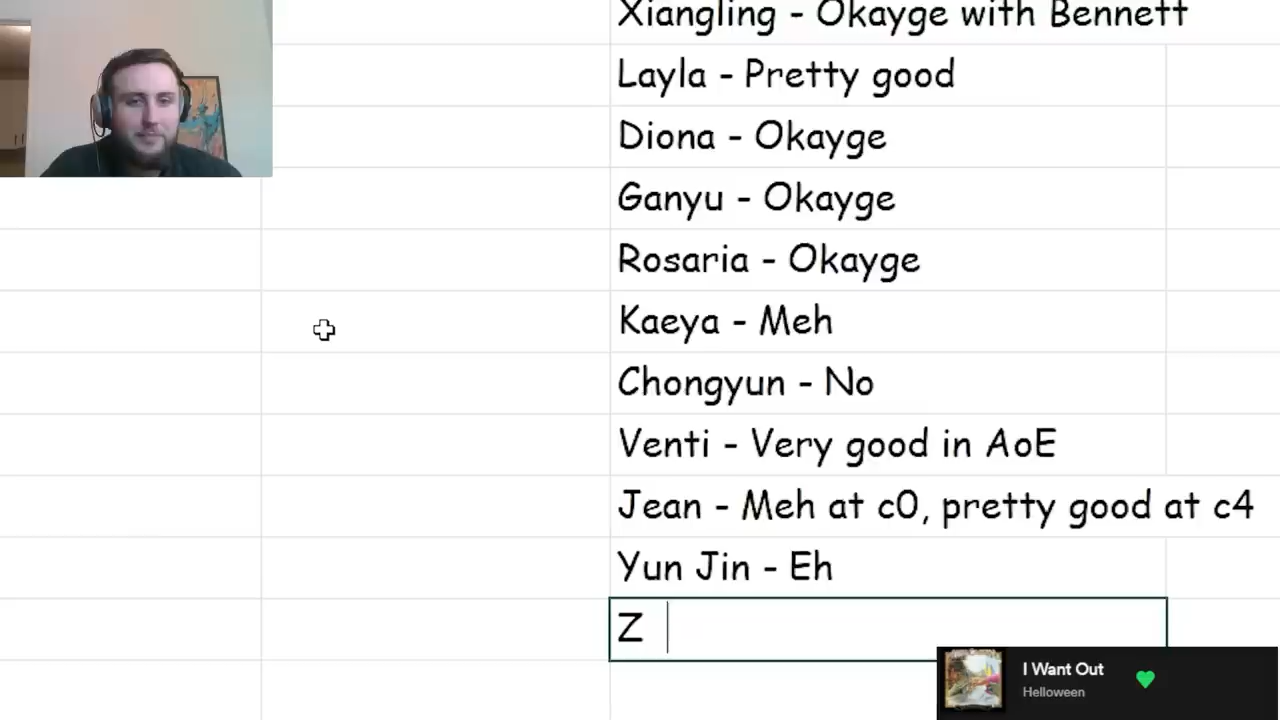 Xiangling - Okayge with Bennett
Layla - Pretty good
Diona - Okayge
Ganyu - Okayge
Rosaria - Okayge
Kaeya - Meh
Chongyun - No
Venti - Very good in AoE
Jean - Meh at c0, pretty good at c4
Yun Jin - Eh
Z
I Want Out
Helloween